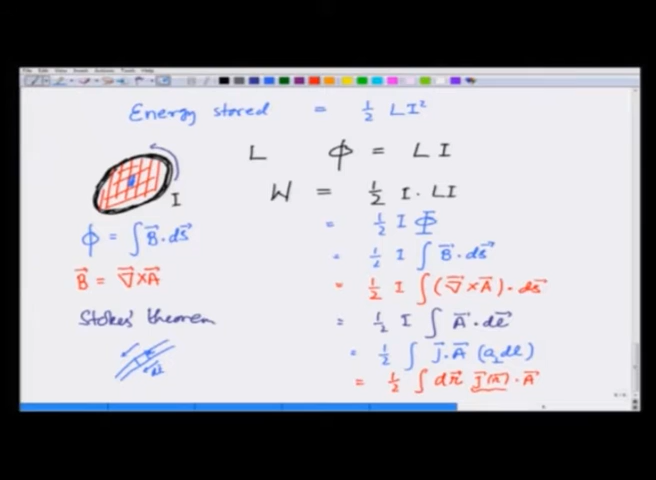 Energy stored = 1/2 LI²
L ϕ = LI
I
W = 1/2 I · LI
= 1/2 I Φ
ϕ = ∫B⃗·ds⃗
= 1/2 I ∫ B⃗·ds⃗
B⃗ = ∇⃗×A⃗
= 1/2 I ∫(∇⃗×A⃗)·ds⃗
Stokes' theorem
= 1/2 I ∫ A⃗·dl⃗
= 1/2 ∫ j⃗·A⃗ (a⊥dl)
dl⃗
= 1/2 ∫ dr⃗ j⃗(r⃗)·A⃗